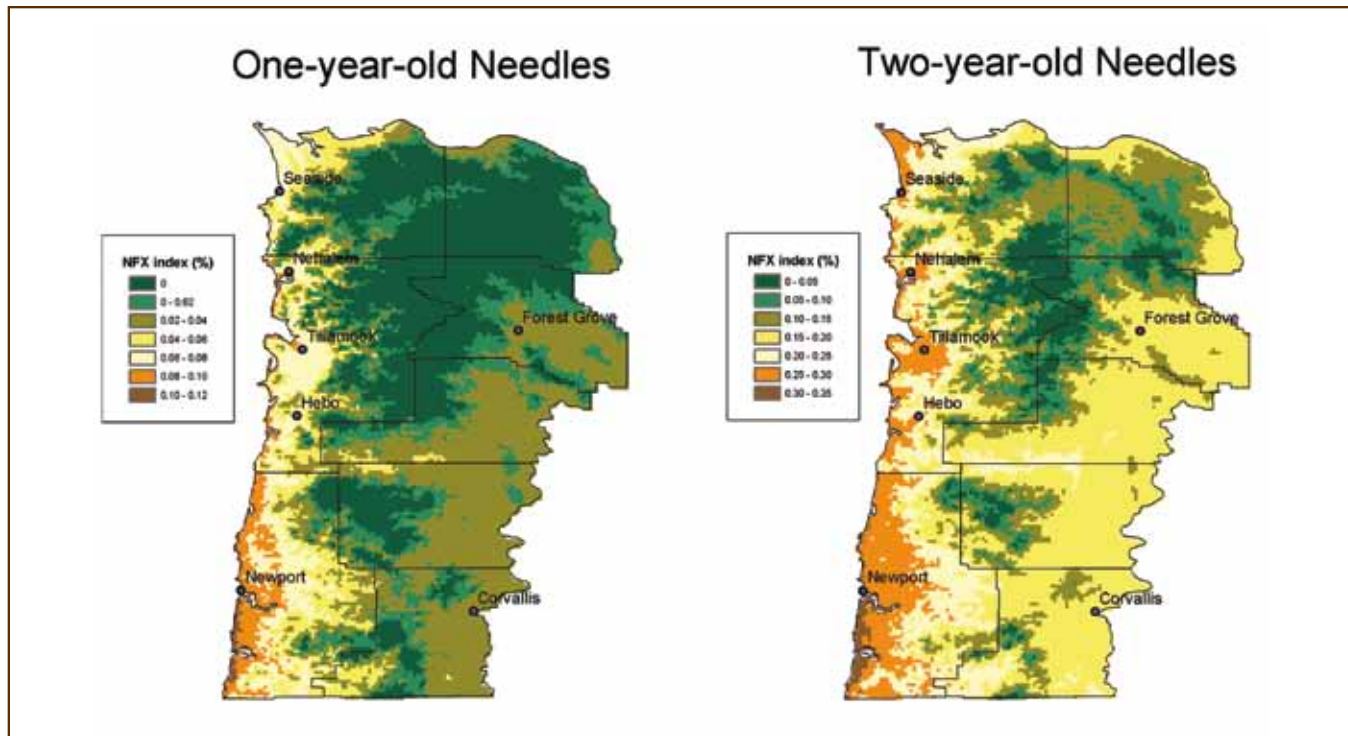 One-year-old Needles
Seaside
Nehalem
Tillamook
Forest Grove
Hebo
Newport
Corvallis
NFX index (%)
0
0 - 0.02
0.02 - 0.04
0.04 - 0.06
0.06 - 0.08
0.08 - 0.10
0.10 - 0.12
Two-year-old Needles
Seaside
Nehalem
Tillamook
Forest Grove
Hebo
Newport
Corvallis
NFX index (%)
0 - 0.05
0.05 - 0.10
0.10 - 0.15
0.15 - 0.20
0.20 - 0.25
0.25 - 0.30
0.30 - 0.35